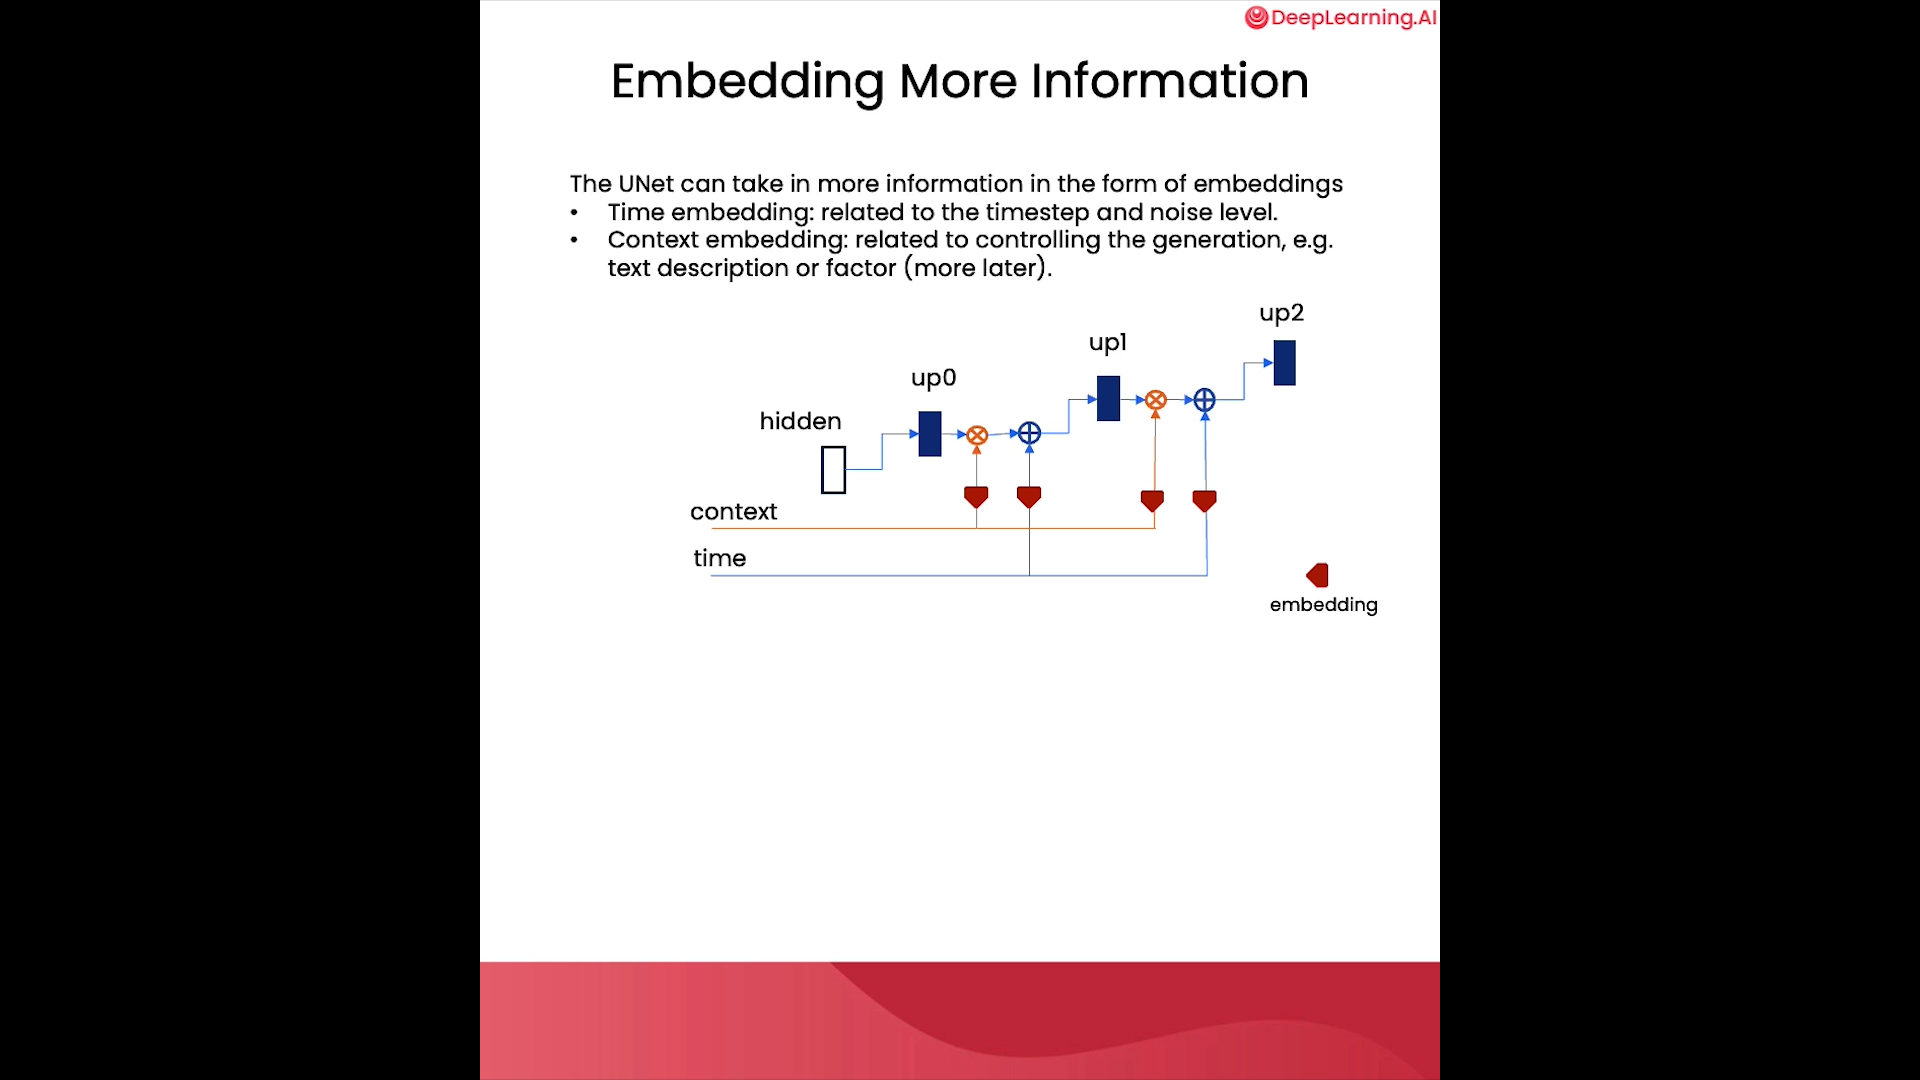 DeepLearning.AI
Embedding More Information
The UNet can take in more information in the form of embeddings
• Time embedding: related to the timestep and noise level.
• Context embedding: related to controlling the generation, e.g.
text description or factor (more later).
up2
up1
up0
hidden
context
time
embedding